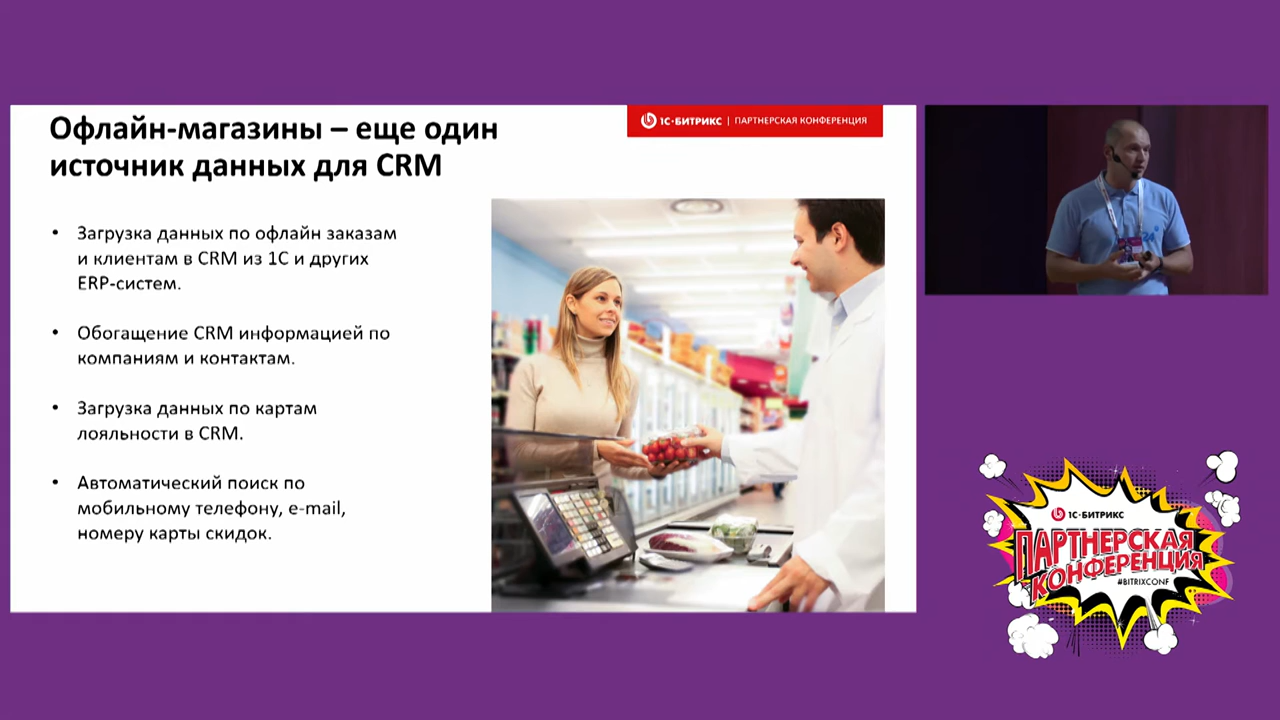 Офлайн-магазины – еще один
источник данных для CRM
1С-БИТРИКС | ПАРТНЕРСКАЯ КОНФЕРЕНЦИЯ
• Загрузка данных по офлайн заказам
и клиентам в CRM из 1С и других
ERP-систем.
• Обогащение CRM информацией по
компаниям и контактам.
• Загрузка данных по картам
лояльности в CRM.
• Автоматический поиск по
мобильному телефону, e-mail,
номеру карты скидок.
24
1С-БИТРИКС
ПАРТНЕРСКАЯ
КОНФЕРЕНЦИЯ
#BITRIXCONF